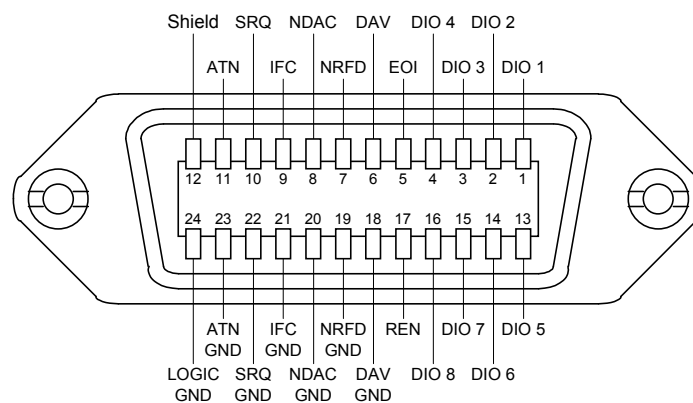 Shield SRQ NDAC DAV DIO 4 DIO 2
ATN IFC NRFD EOI DIO 3 DIO 1
12 11 10 9 8 7 6 5 4 3 2 1
24 23 22 21 20 19 18 17 16 15 14 13
ATN IFC NRFD REN DIO 7 DIO 5
GND GND GND
LOGIC SRQ NDAC DAV DIO 8 DIO 6
GND GND GND GND